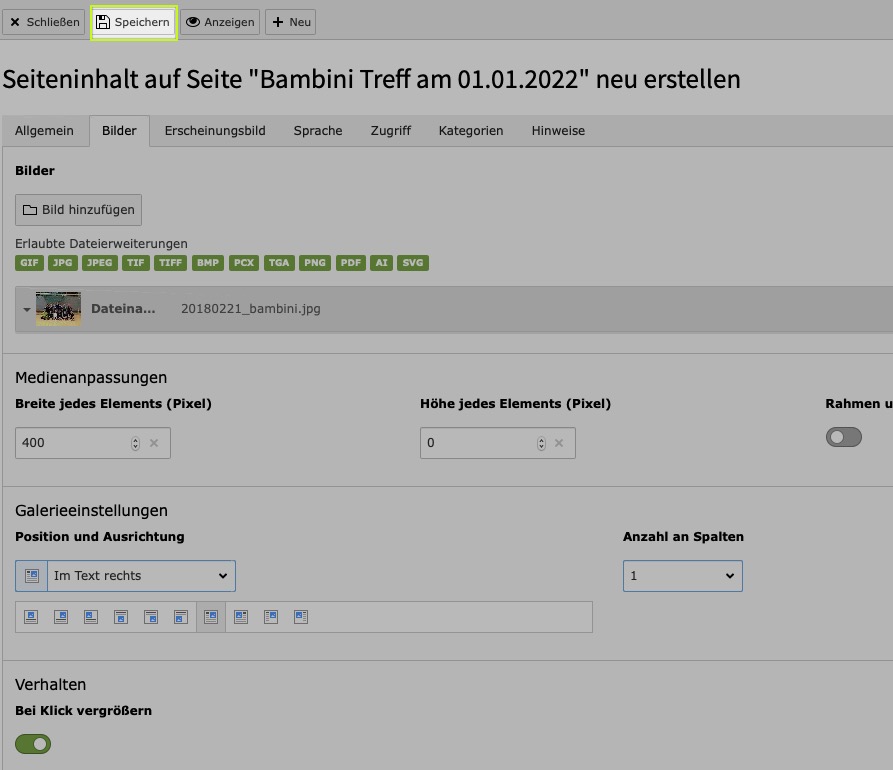 Schließen Speichern Anzeigen Neu
Seiteninhalt auf Seite "Bambini Treff am 01.01.2022" neu erstellen
Allgemein Bilder Erscheinungsbild Sprache Zugriff Kategorien Hinweise
Bilder
Bild hinzufügen
Erlaubte Dateierweiterungen
GIF JPG JPEG TIF TIFF BMP PCX TGA PNG PDF AI SVG
Dateina... 20180221_bambini.jpg
Medienanpassungen
Breite jedes Elements (Pixel) Höhe jedes Elements (Pixel) Rahmen u
400 0
Galerieeinstellungen
Position und Ausrichtung Anzahl an Spalten
Im Text rechts 1
Verhalten
Bei Klick vergrößern